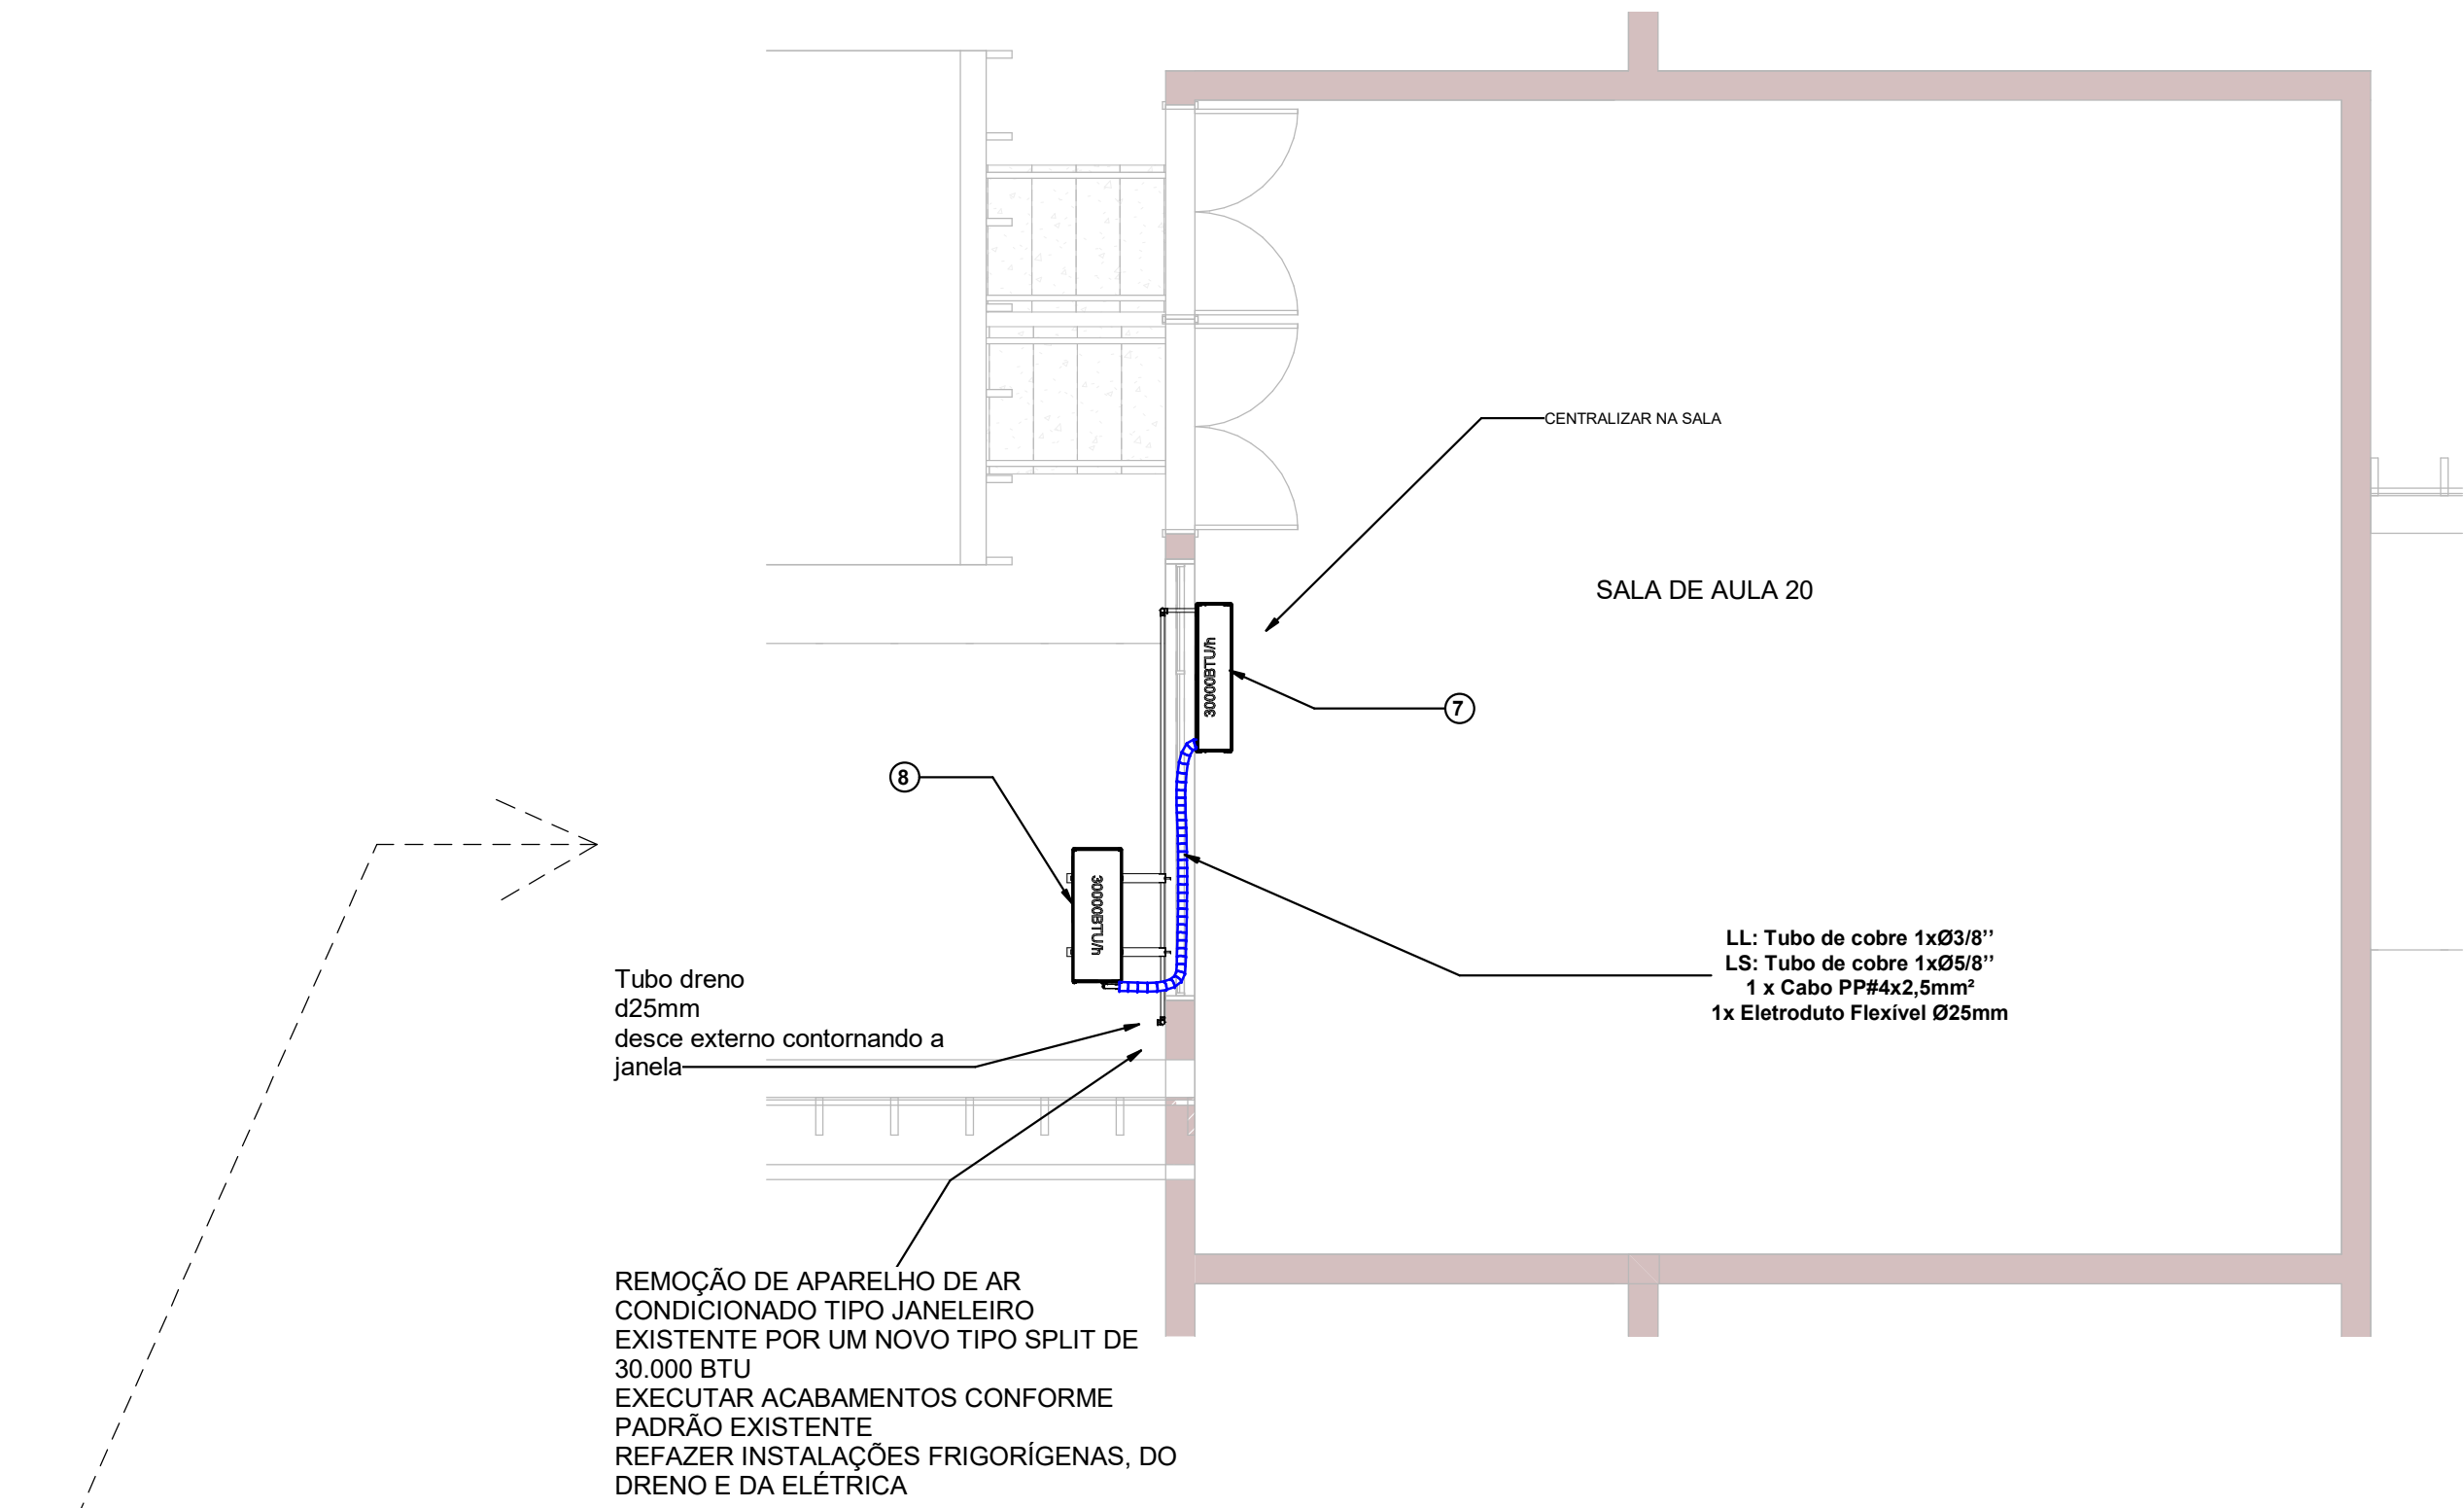 CENTRALIZAR NA SALA
SALA DE AULA 20
30000BTU/h
7
8
30000BTU/h
LL: Tubo de cobre 1xØ3/8’’
LS: Tubo de cobre 1xØ5/8’’
1 x Cabo PP#4x2,5mm²
1x Eletroduto Flexível Ø25mm
Tubo dreno
d25mm
desce externo contornando a
janela
REMOÇÃO DE APARELHO DE AR
CONDICIONADO TIPO JANELEIRO
EXISTENTE POR UM NOVO TIPO SPLIT DE
30.000 BTU
EXECUTAR ACABAMENTOS CONFORME
PADRÃO EXISTENTE
REFAZER INSTALAÇÕES FRIGORÍGENAS, DO
DRENO E DA ELÉTRICA